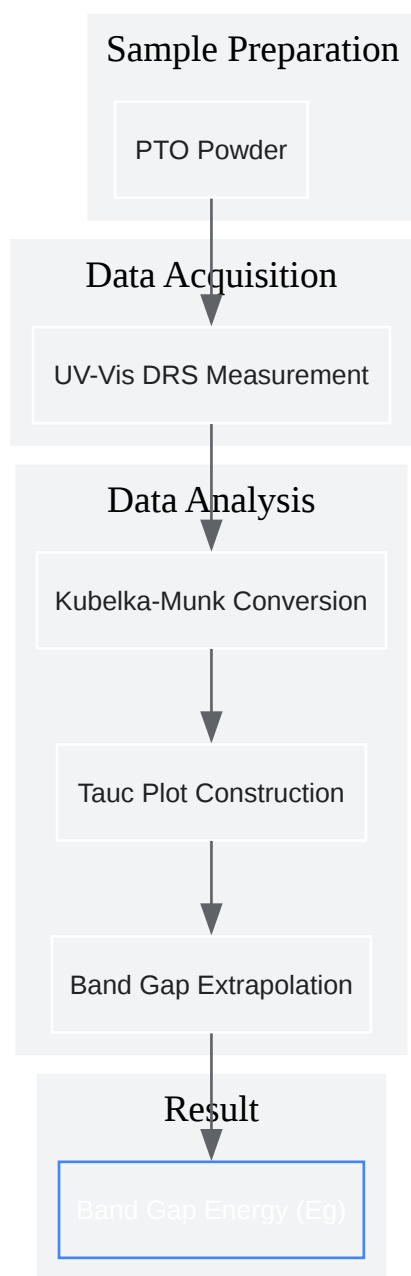 Sample Preparation
PTO Powder
Data Acquisition
UV-Vis DRS Measurement
Data Analysis
Kubelka-Munk Conversion
Tauc Plot Construction
Band Gap Extrapolation
Result
Band Gap Energy (Eg)